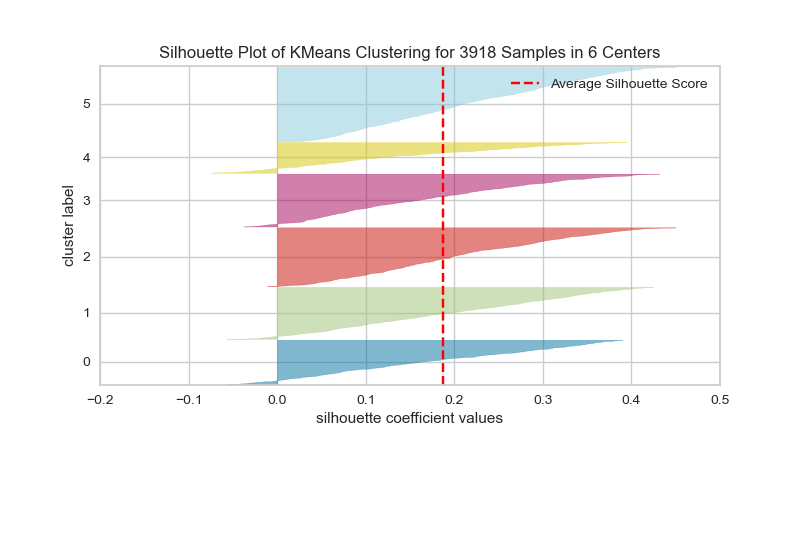 Silhouette Plot of KMeans Clustering for 3918 Samples in 6 Centers
Average Silhouette Score
5
4
3
2
1
0
cluster label
−0.2 −0.1 0.0 0.1 0.2 0.3 0.4 0.5
silhouette coefficient values